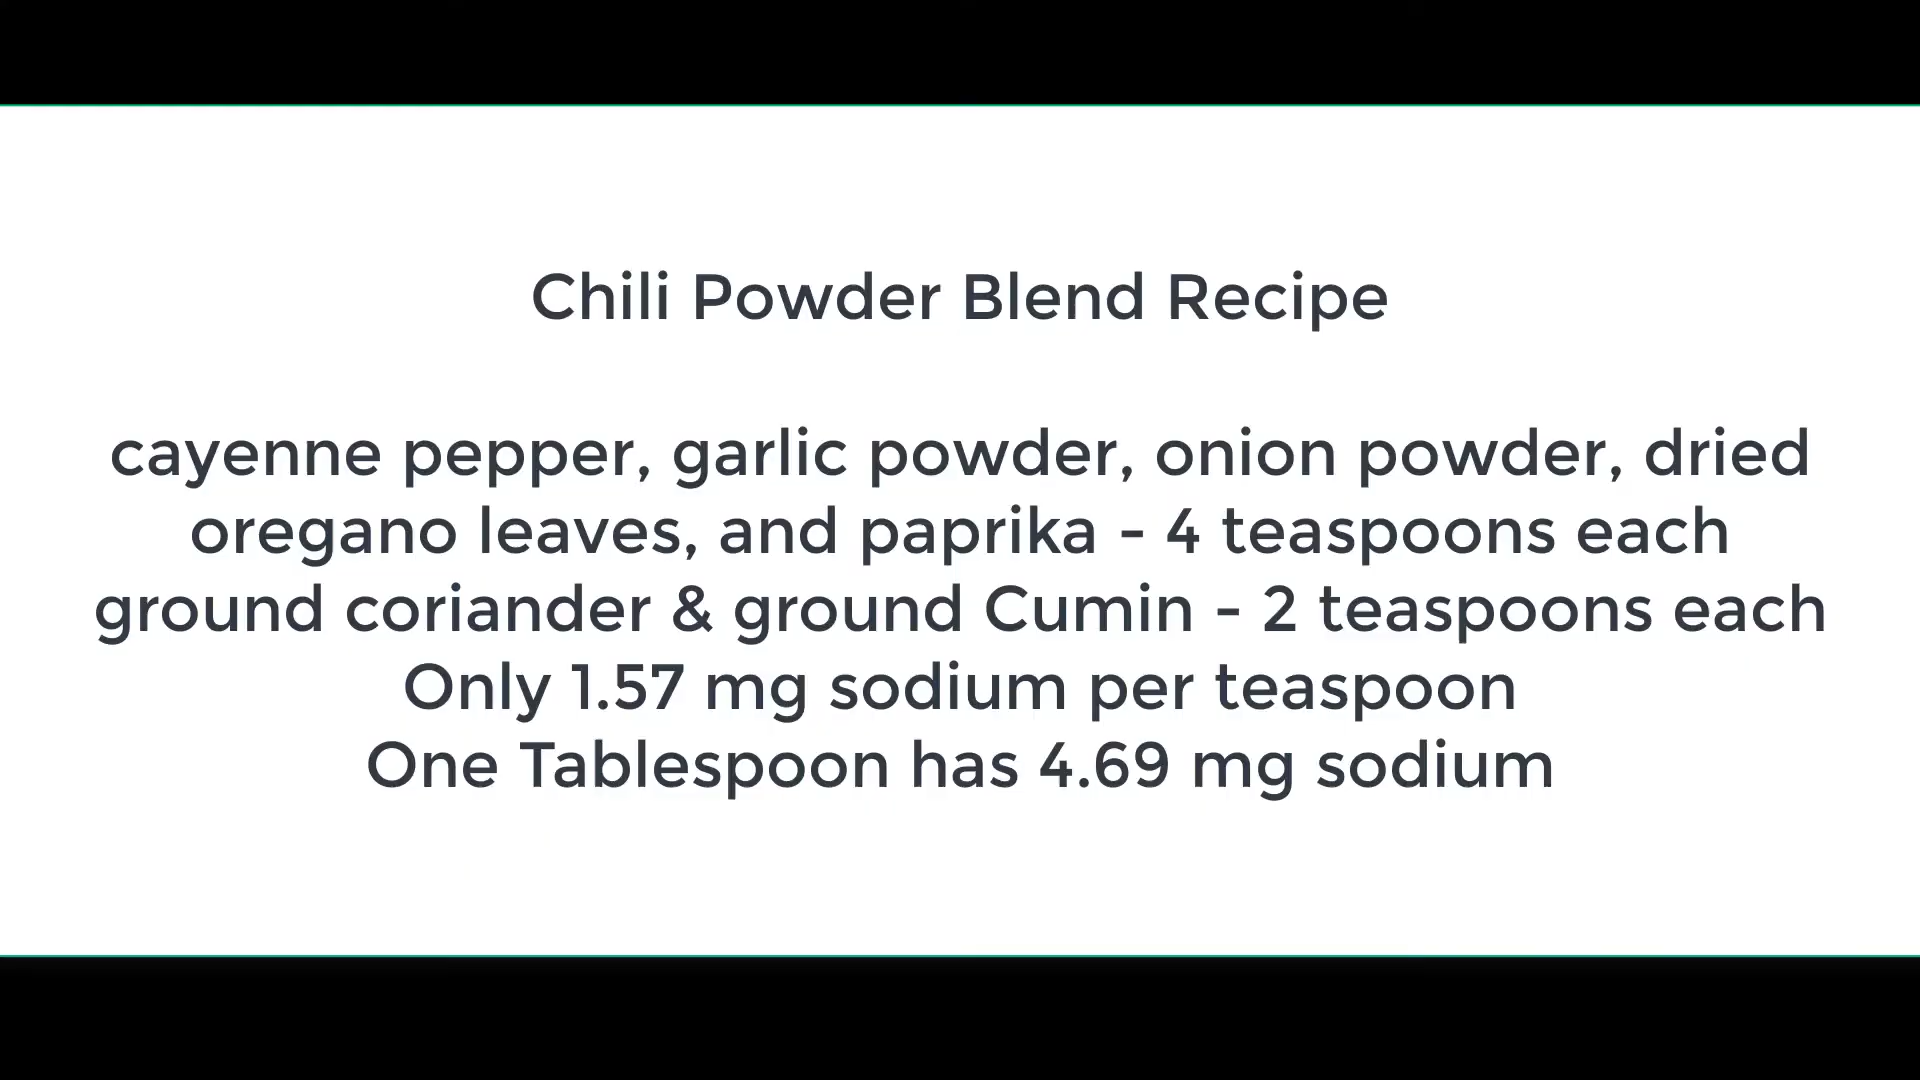 Chili Powder Blend Recipe
cayenne pepper, garlic powder, onion powder, dried
oregano leaves, and paprika - 4 teaspoons each
ground coriander & ground Cumin - 2 teaspoons each
Only 1.57 mg sodium per teaspoon
One Tablespoon has 4.69 mg sodium